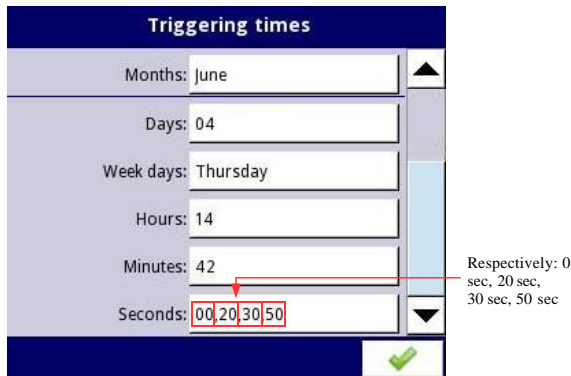 Triggering times
Months: June
Days: 04
Week days: Thursday
Hours: 14
Minutes: 42
Seconds: 00,20,30,50
Respectively: 0
sec, 20 sec,
30 sec, 50 sec